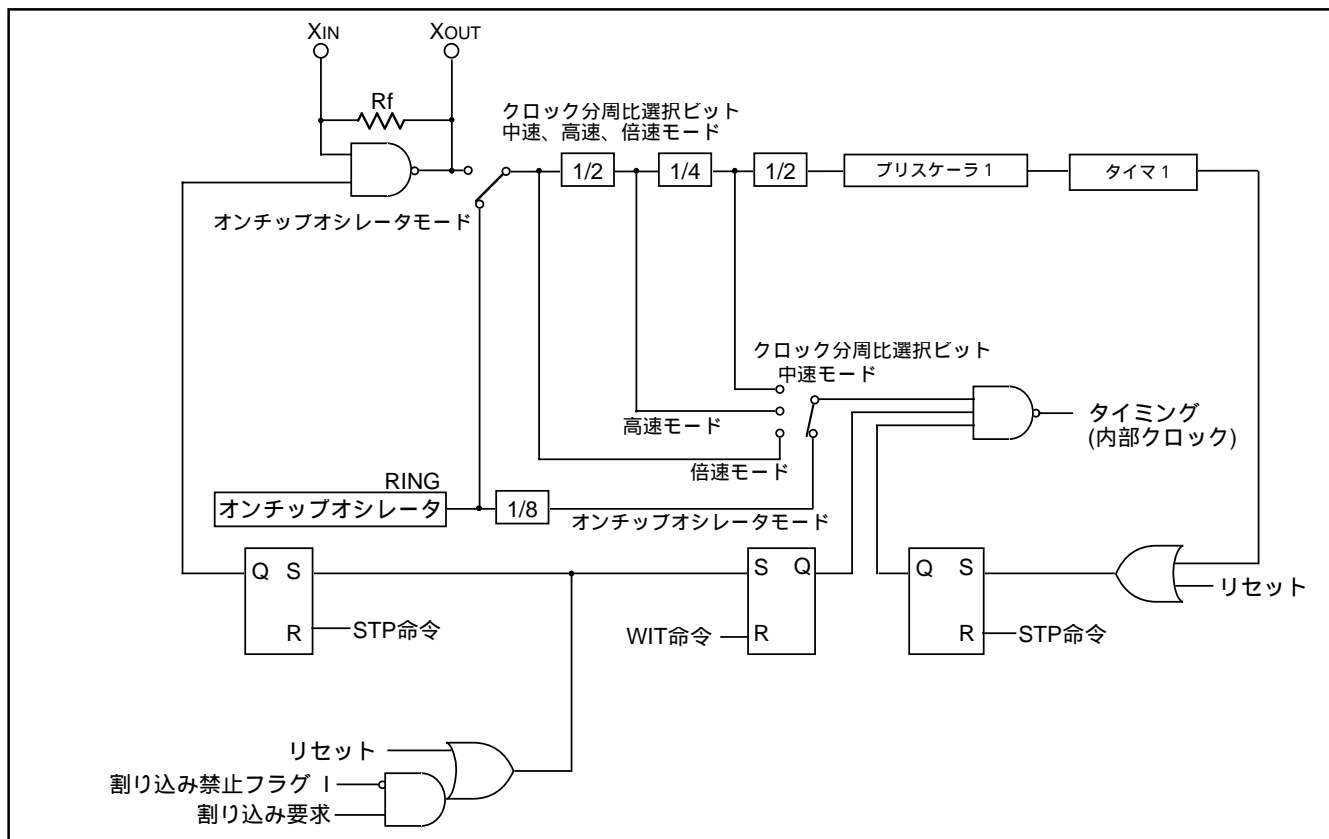 XIN
XOUT
Rf
クロック分周比選択ビット
中速、高速、倍速モード
1/2
1/4
1/2
プリスケーラ1
タイマ1
オンチップオシレータモード
クロック分周比選択ビット
中速モード
高速モード
倍速モード
タイミング
(内部クロック)
RING
オンチップオシレータ
1/8
オンチップオシレータモード
Q S
R
STP命令
S Q
R
WIT命令
Q S
R
STP命令
リセット
リセット
割り込み禁止フラグ I
割り込み要求